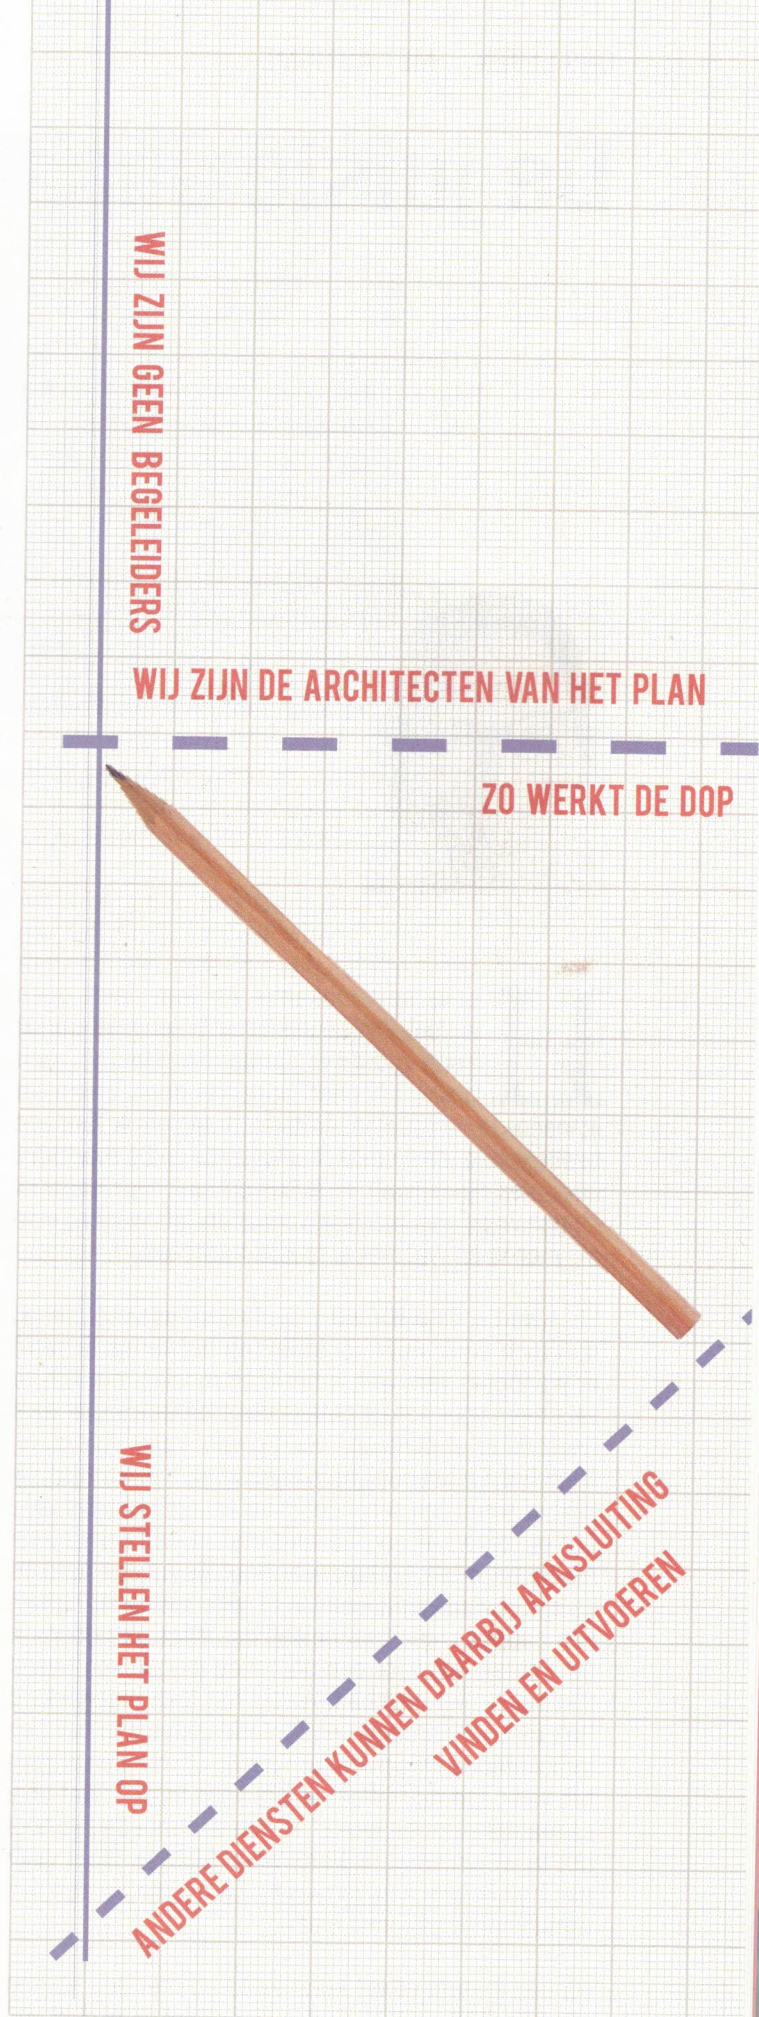 WIJ ZIJN GEEN BEGELEIDERS
WIJ ZIJN DE ARCHITECTEN VAN HET PLAN
ZO WERKT DE DOP
WIJ STELLEN HET PLAN OP
ANDERE DIENSTEN KUNNEN DAARBIJ AANSLUITING
VINDEN EN UITVOEREN